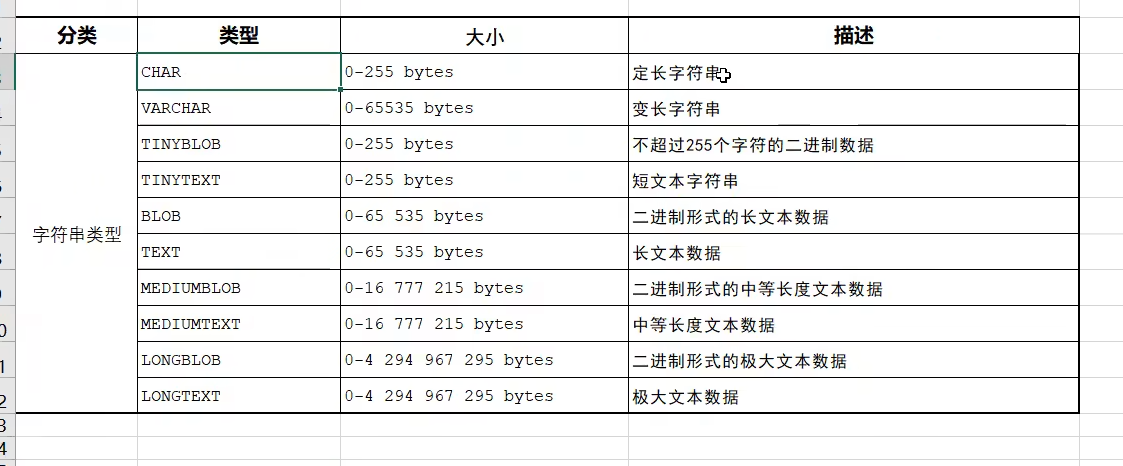 分类 类型 大小 描述
字符串类型
CHAR 0-255 bytes 定长字符串
VARCHAR 0-65535 bytes 变长字符串
TINYBLOB 0-255 bytes 不超过255个字符的二进制数据
TINYTEXT 0-255 bytes 短文本字符串
BLOB 0-65 535 bytes 二进制形式的长文本数据
TEXT 0-65 535 bytes 长文本数据
MEDIUMBLOB 0-16 777 215 bytes 二进制形式的中等长度文本数据
MEDIUMTEXT 0-16 777 215 bytes 中等长度文本数据
LONGBLOB 0-4 294 967 295 bytes 二进制形式的极大文本数据
LONGTEXT 0-4 294 967 295 bytes 极大文本数据